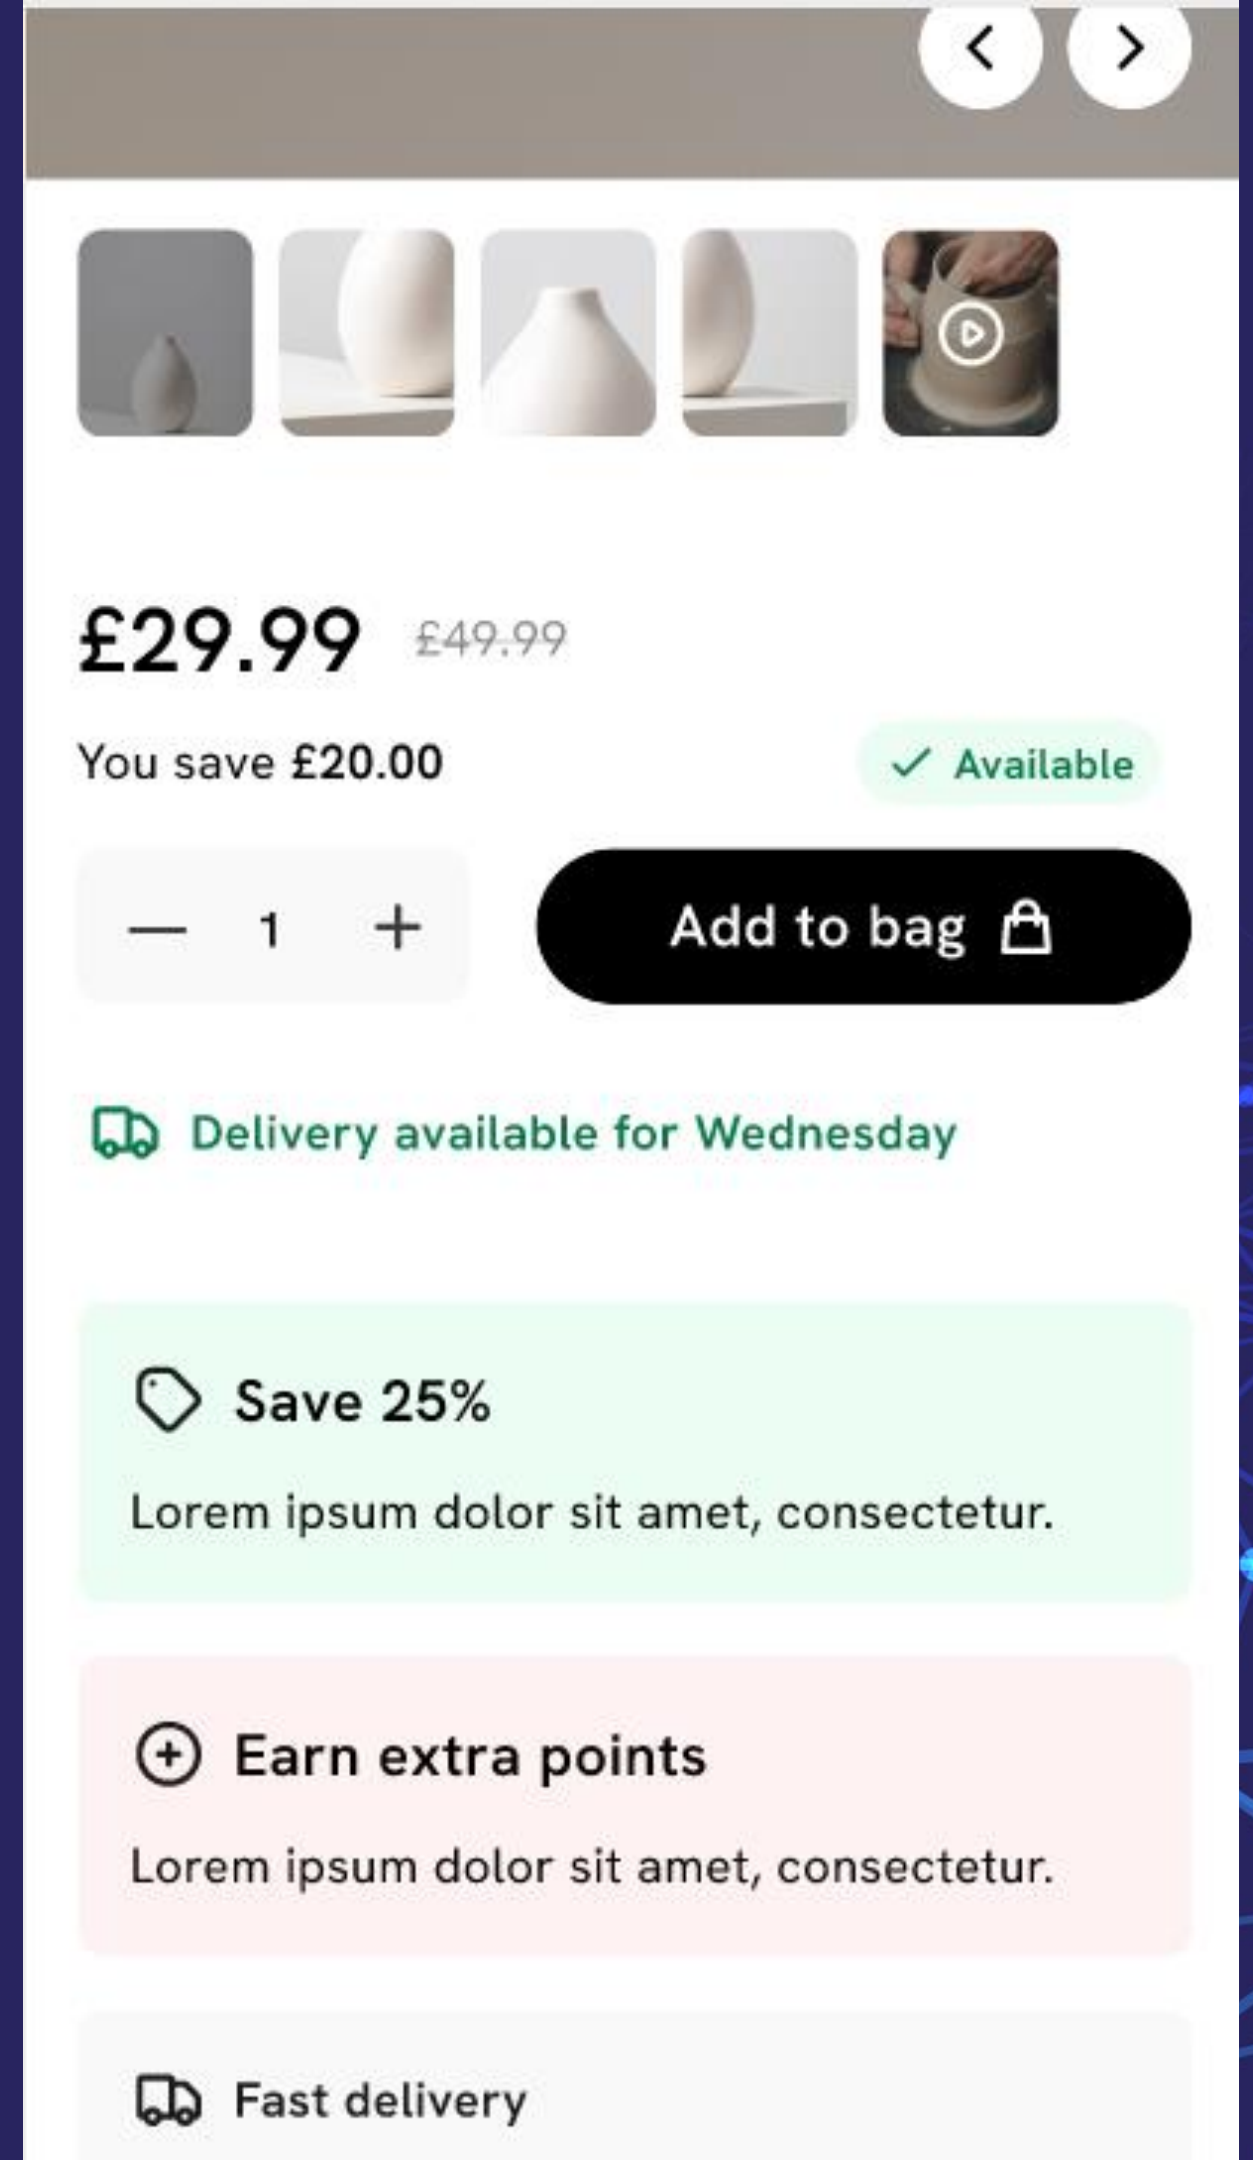 £29.99 £49.99
You save £20.00
Available
1
Add to bag
Delivery available for Wednesday
Save 25%
Lorem ipsum dolor sit amet, consectetur.
Earn extra points
Lorem ipsum dolor sit amet, consectetur.
Fast delivery